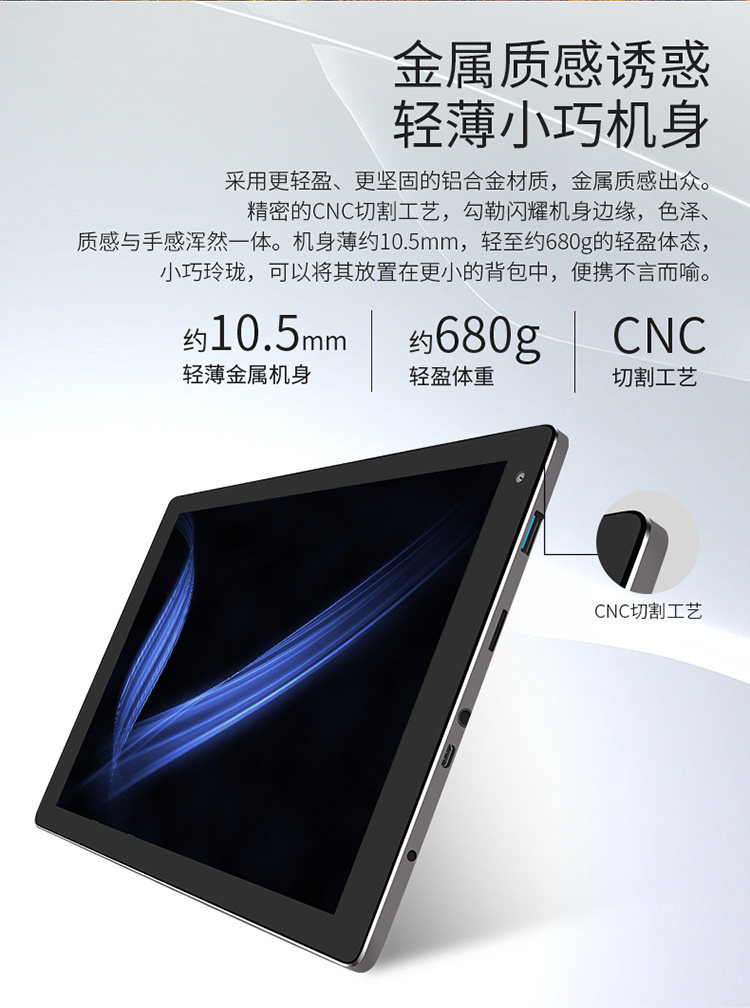 金属质感诱惑
轻薄小巧机身
采用更轻盈、更坚固的铝合金材质，金属质感出众。
精密的CNC切割工艺，勾勒闪耀机身边缘，色泽、
质感与手感浑然一体。机身薄约10.5mm，轻至约680g的轻盈体态，
小巧玲珑，可以将其放置在更小的背包中，便携不言而喻。
约10.5mm
轻薄金属机身
约680g
轻盈体重
CNC
切割工艺
CNC切割工艺